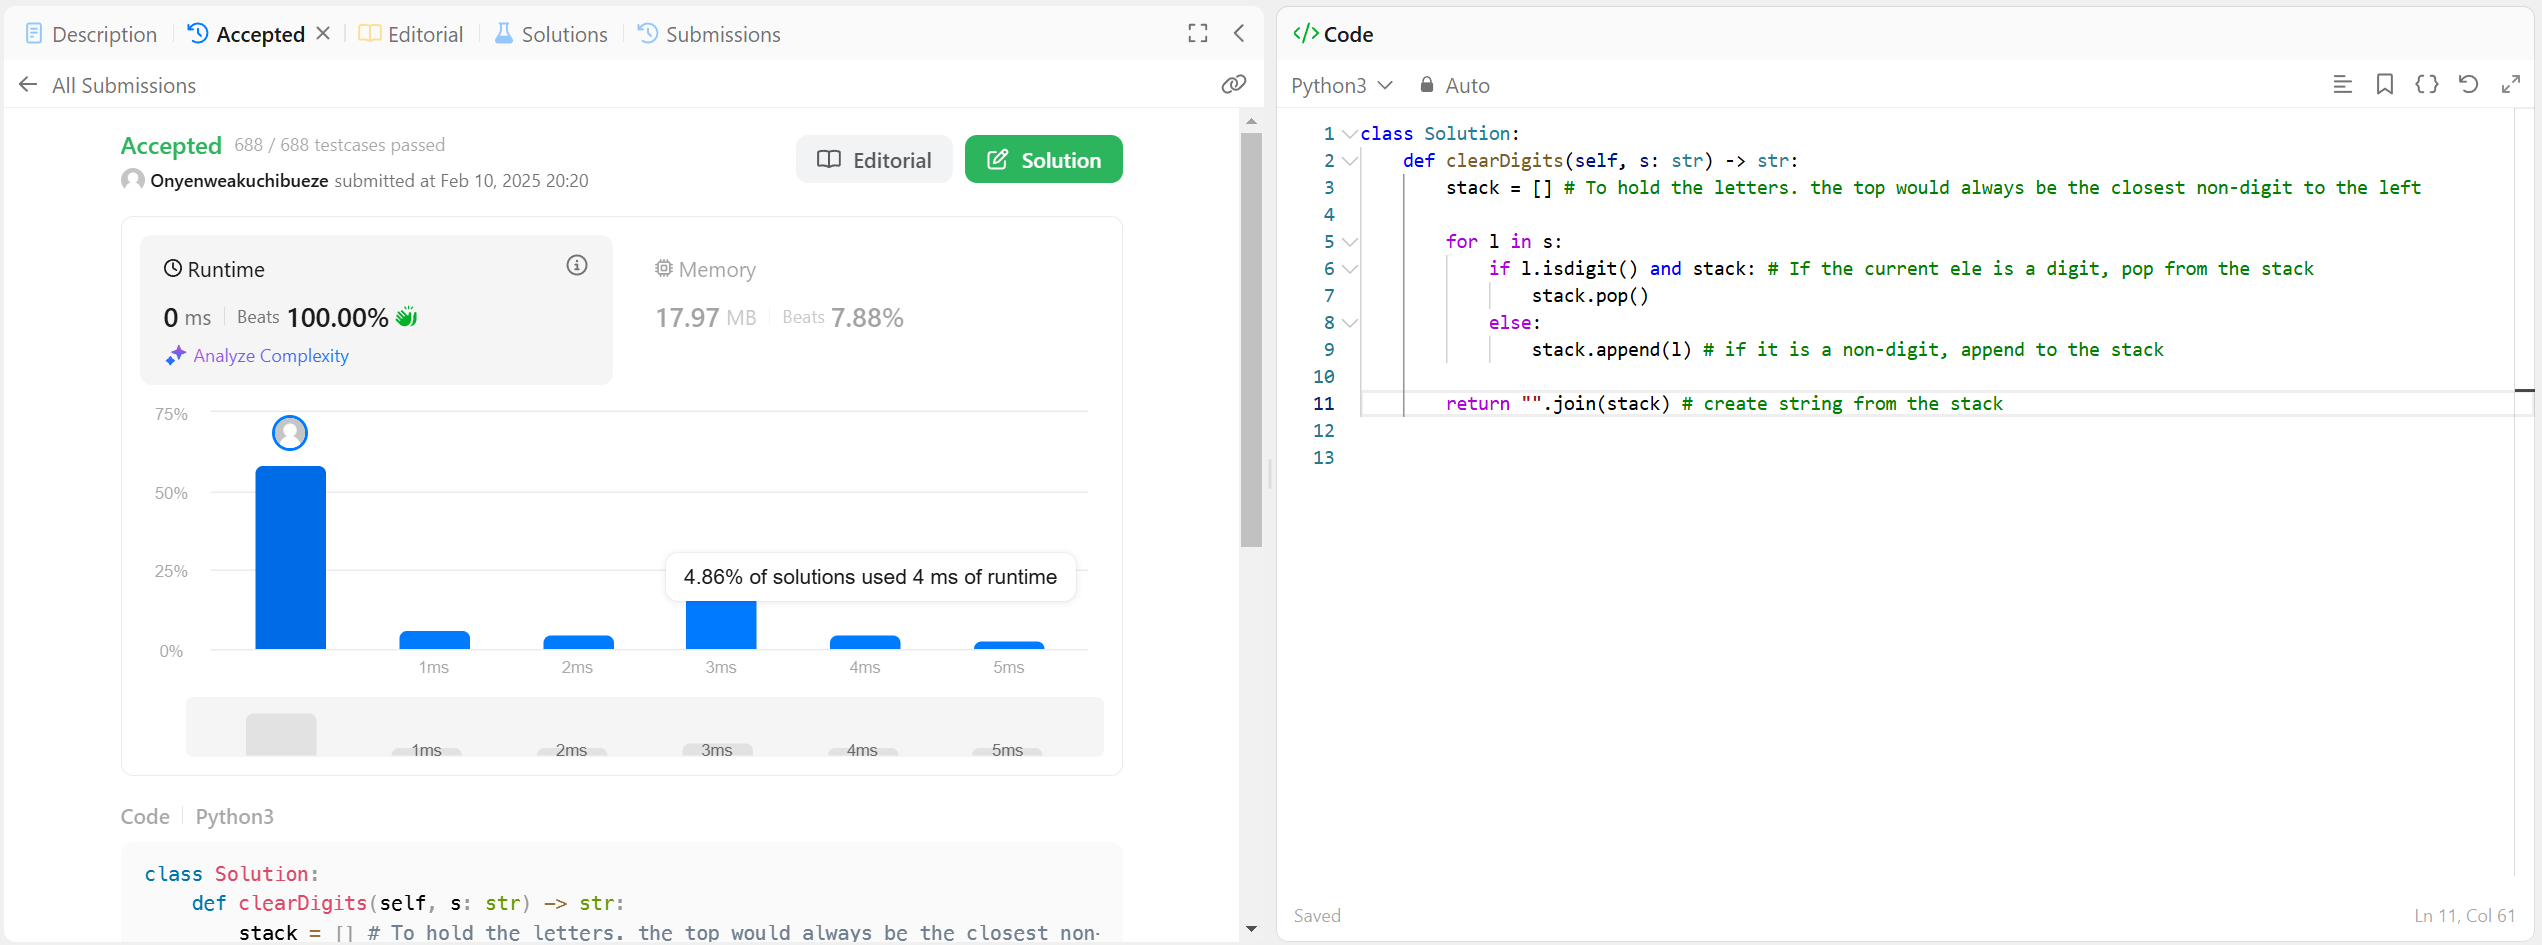 Description
Accepted
Editorial
Solutions
Submissions
All Submissions
Accepted 688 / 688 testcases passed
Onyenweakuchibueze submitted at Feb 10, 2025 20:20
Editorial
Solution
Runtime
0 ms Beats 100.00%
Analyze Complexity
Memory
17.97 MB Beats 7.88%
75%
50%
25%
0%
4.86% of solutions used 4 ms of runtime
1ms 2ms 3ms 4ms 5ms
1ms 2ms 3ms 4ms 5ms
Code Python3
class Solution:
    def clearDigits(self, s: str) -> str:
        stack = [] # To hold the letters. the top would always be the closest non-
</> Code
Python3 Auto
1 class Solution:
2     def clearDigits(self, s: str) -> str:
3         stack = [] # To hold the letters. the top would always be the closest non-digit to the left
4
5         for l in s:
6             if l.isdigit() and stack: # If the current ele is a digit, pop from the stack
7                 stack.pop()
8             else:
9                 stack.append(l) # if it is a non-digit, append to the stack
10
11         return "".join(stack) # create string from the stack
12
13
Saved
Ln 11, Col 61